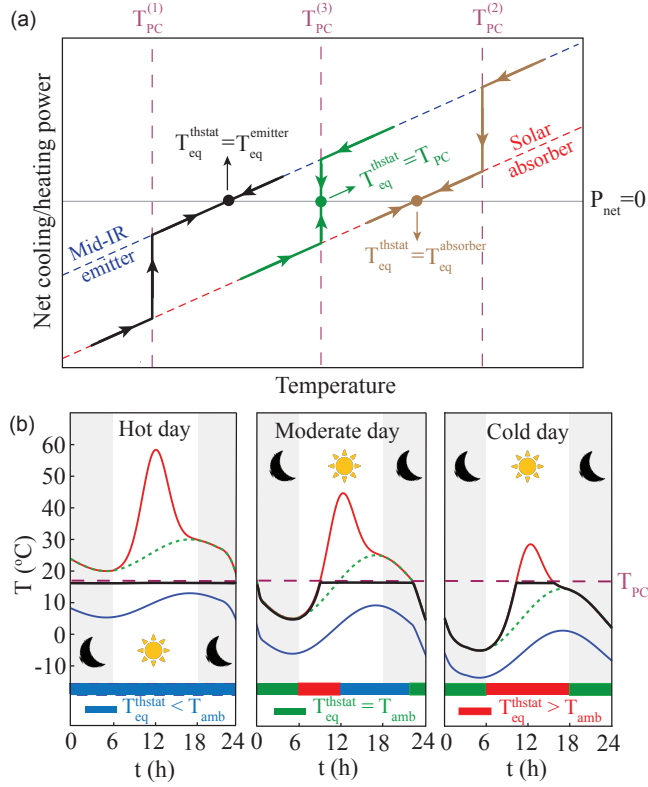 (a)
T_PC^(1) T_PC^(3) T_PC^(2)
Net cooling/heating power
T_eq^thstat=T_eq^emitter
T_eq^thstat=T_PC
Solar
absorber
P_net=0
Mid-IR
emitter
T_eq^thstat=T_eq^absorber
Temperature
(b)
Hot day Moderate day Cold day
T (°C)
60
50
40
30
20
10
0
-10
T_PC
T_eq^thstat < T_amb T_eq^thstat = T_amb T_eq^thstat > T_amb
0 6 12 18 24 0 6 12 18 24 0 6 12 18 24
t (h) t (h) t (h)